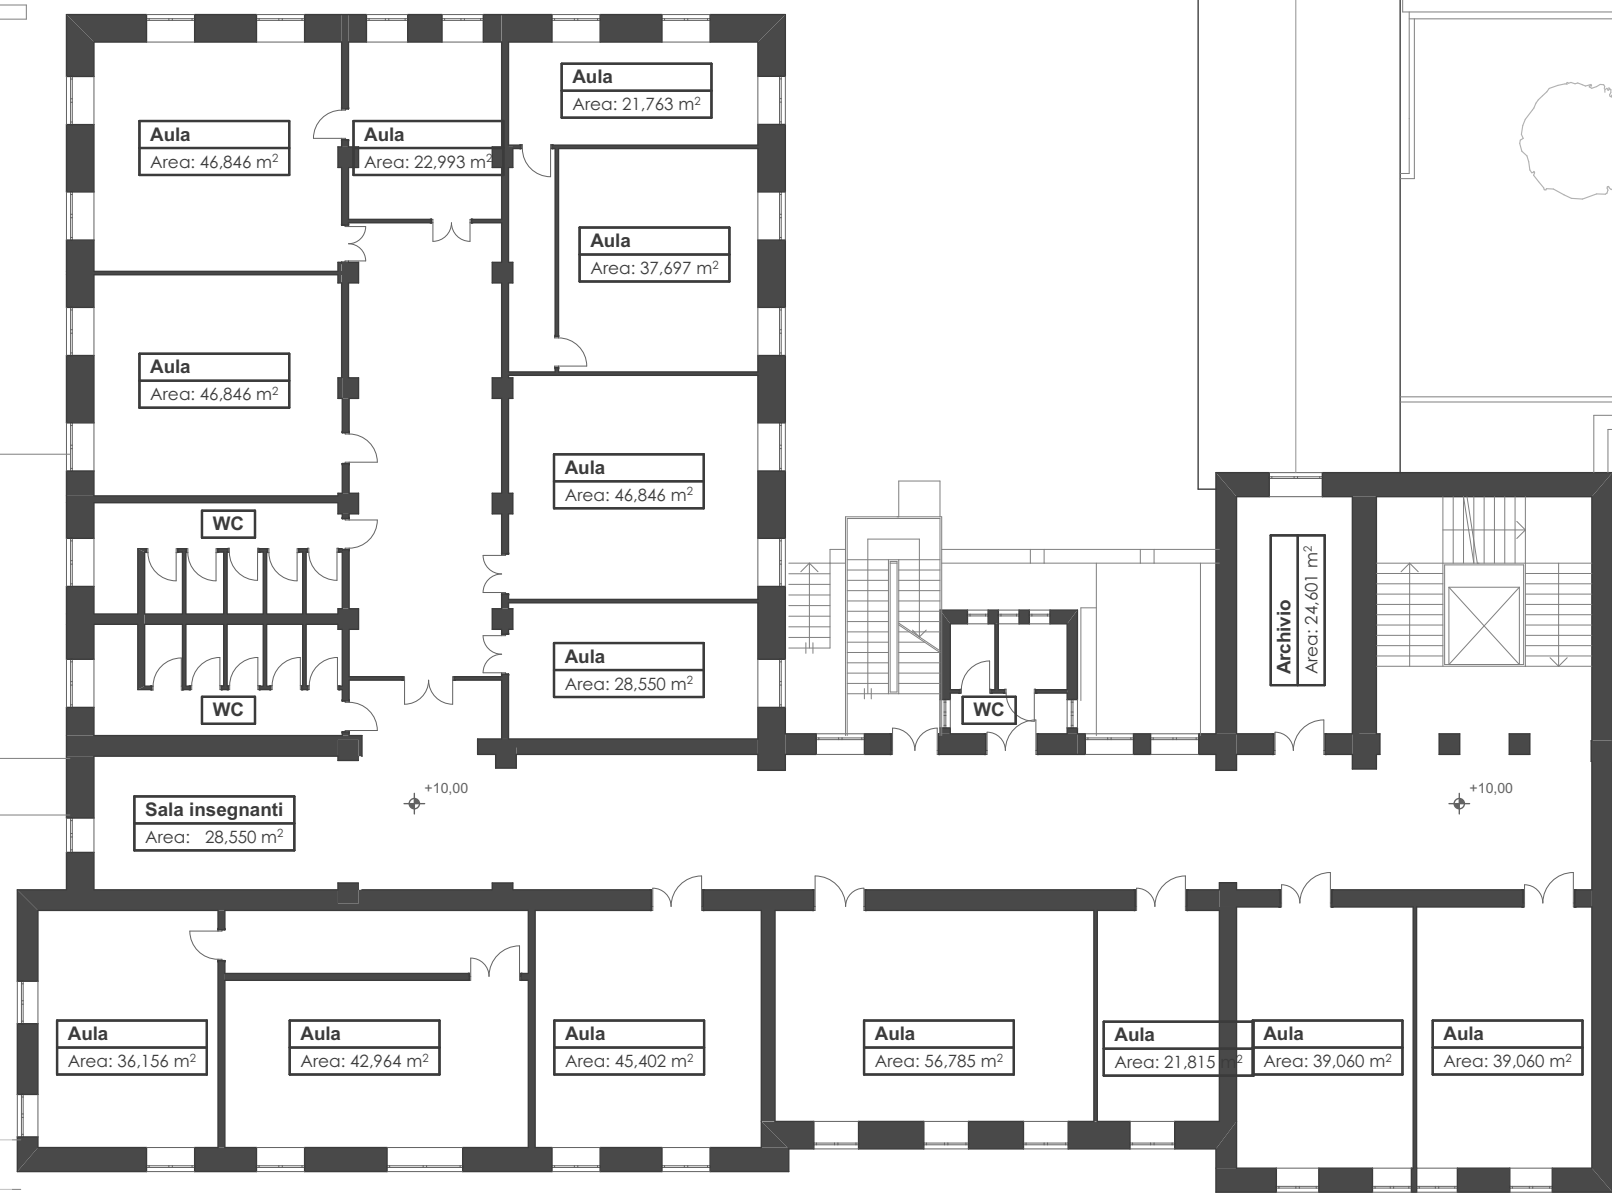 Aula
Area: 21,763 m²
Aula
Area: 46,846 m²
Aula
Area: 22,993 m²
Aula
Area: 37,697 m²
Aula
Area: 46,846 m²
Aula
Area: 46,846 m²
WC
Archivio
Area: 24,601 m²
Aula
Area: 28,550 m²
WC
WC
+10,00
+10,00
Sala insegnanti
Area: 28,550 m²
Aula
Area: 36,156 m²
Aula
Area: 42,964 m²
Aula
Area: 45,402 m²
Aula
Area: 56,785 m²
Aula
Area: 21,815 m²
Aula
Area: 39,060 m²
Aula
Area: 39,060 m²